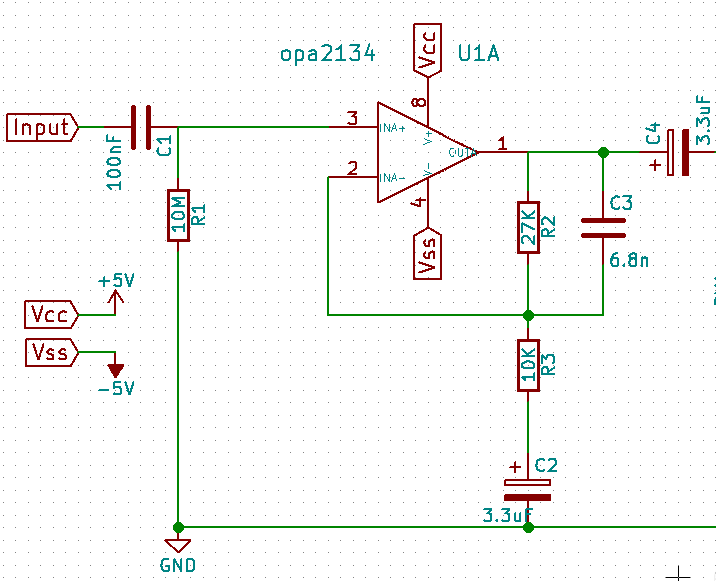 opa2134
Vcc
U1A
8
3.3uF
C4
Input
100nF
C1
3
INA+
V+
OUTA
1
2
INA-
V-
4
10M
R1
27K
R2
C3
6.8n
Vss
+5V
Vcc
Vss
-5V
10K
R3
C2
3.3uF
GND